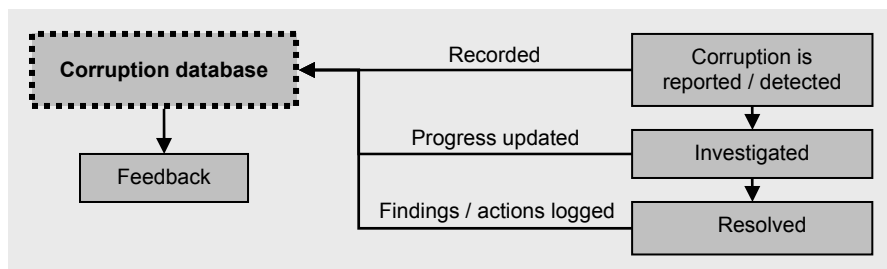 Corruption database
Recorded
Corruption is
reported / detected
Progress updated
Investigated
Feedback
Findings / actions logged
Resolved